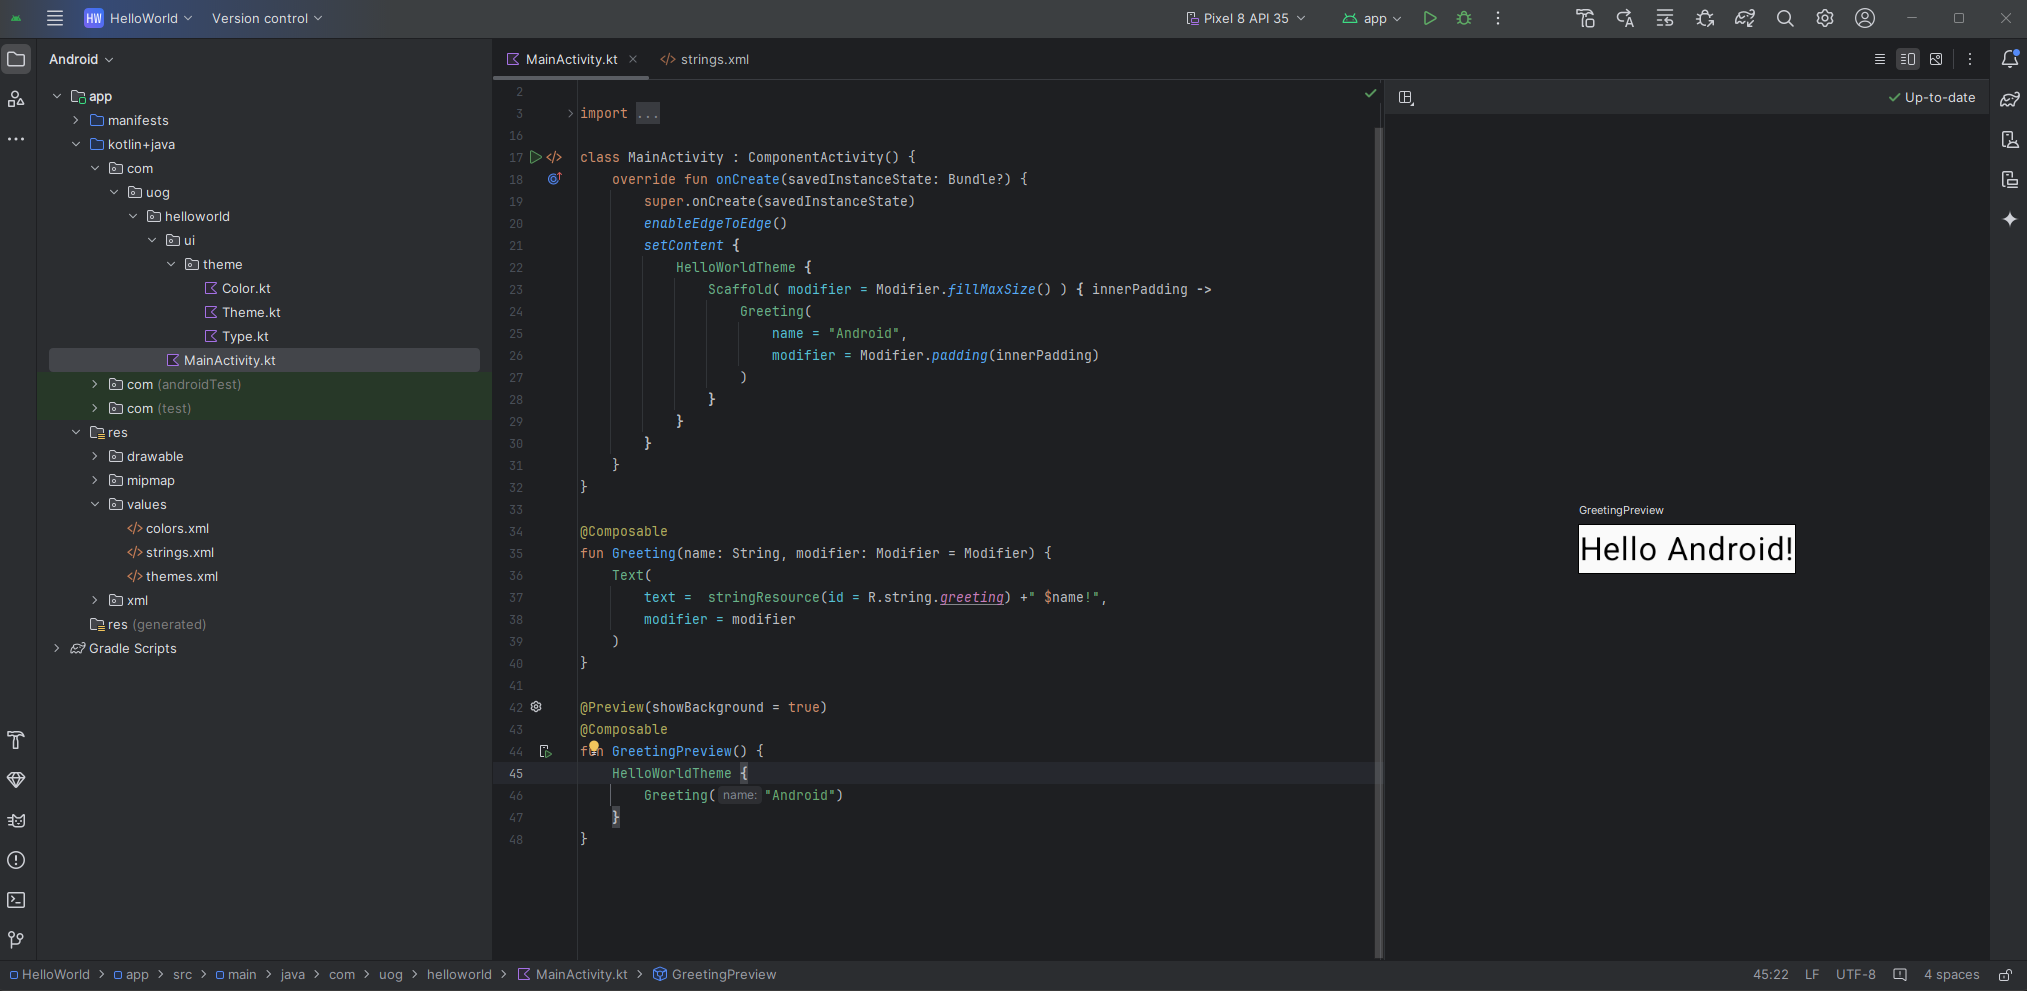 HW HelloWorld Version control Pixel 8 API 35 app
Android
app
manifests
kotlin+java
com
uog
helloworld
ui
theme
Color.kt
Theme.kt
Type.kt
MainActivity.kt
com (androidTest)
com (test)
res
drawable
mipmap
values
colors.xml
strings.xml
themes.xml
xml
res (generated)
Gradle Scripts
MainActivity.kt strings.xml
2
3 import ...
16
17 class MainActivity : ComponentActivity() {
18 override fun onCreate(savedInstanceState: Bundle?) {
19 super.onCreate(savedInstanceState)
20 enableEdgeToEdge()
21 setContent {
22 HelloWorldTheme {
23 Scaffold( modifier = Modifier.fillMaxSize() ) { innerPadding ->
24 Greeting(
25 name = "Android",
26 modifier = Modifier.padding(innerPadding)
27 )
28 }
29 }
30 }
31 }
32 }
33
34 @Composable
35 fun Greeting(name: String, modifier: Modifier = Modifier) {
36 Text(
37 text =  stringResource(id = R.string.greeting) +" $name!",
38 modifier = modifier
39 )
40 }
41
42 @Preview(showBackground = true)
43 @Composable
44 fun GreetingPreview() {
45 HelloWorldTheme {
46 Greeting( name: "Android")
47 }
48 }
Up-to-date
GreetingPreview
Hello Android!
HelloWorld > app > src > main > java > com > uog > helloworld > MainActivity.kt > GreetingPreview 45:22 LF UTF-8 4 spaces